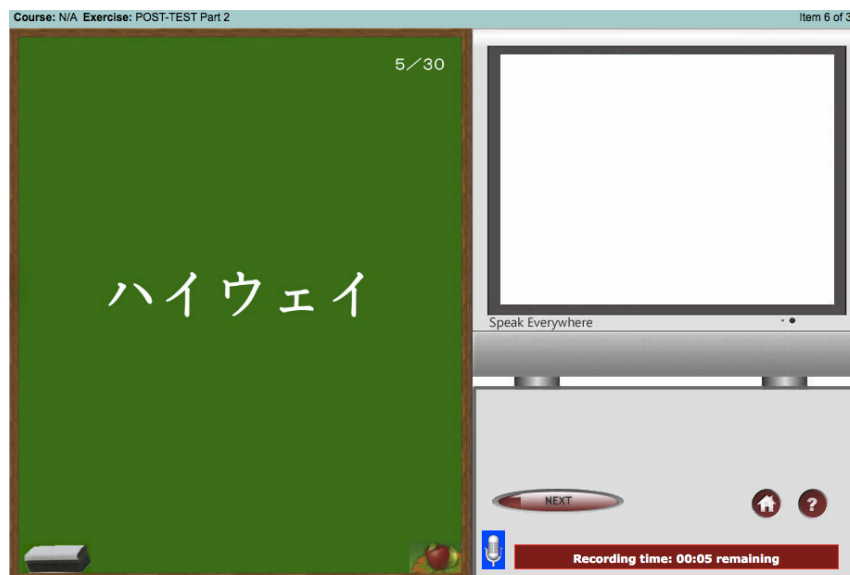 Course: N/A Exercise: POST-TEST Part 2
Item 6 of 3
5／30
ハイウェイ
Speak Everywhere
NEXT
?
Recording time: 00:05 remaining